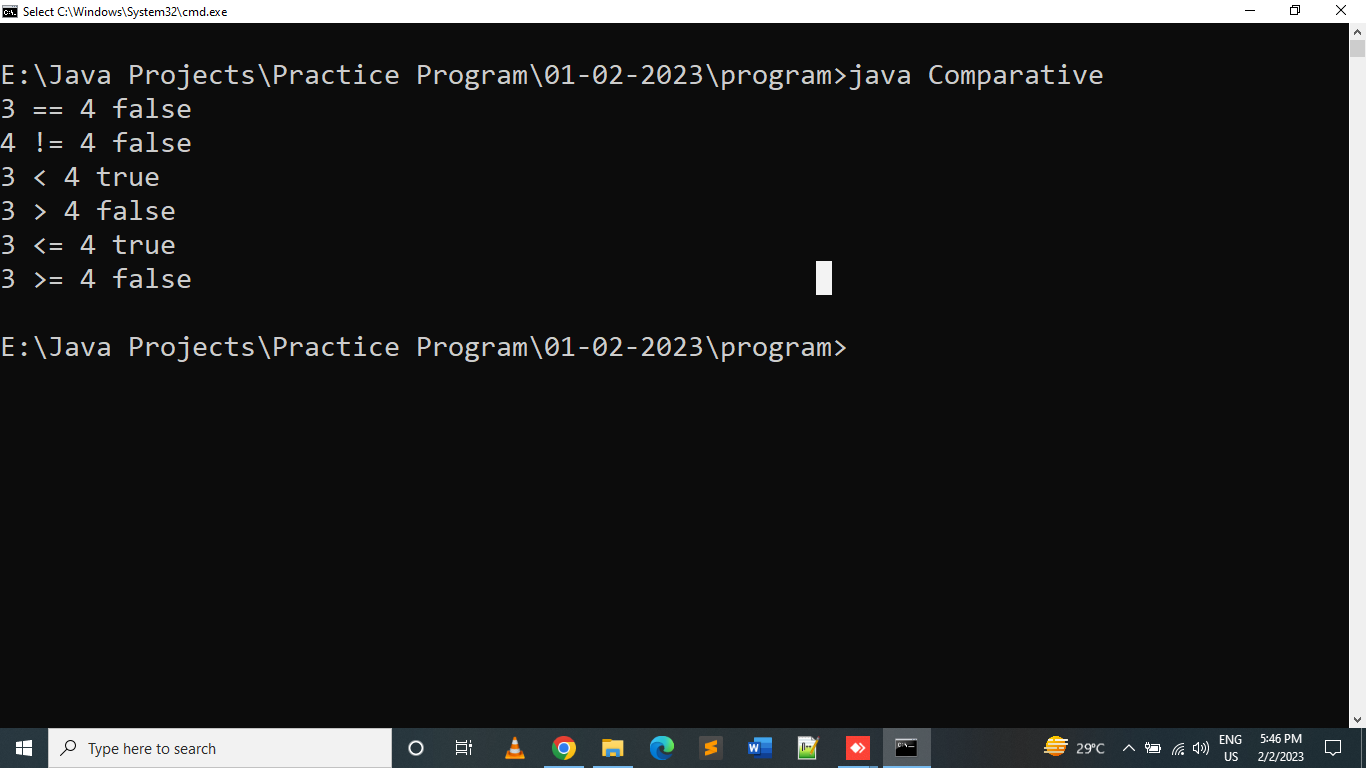 Select C:\Windows\System32\cmd.exe
E:\Java Projects\Practice Program\01-02-2023\program>java Comparative
3 == 4 false
4 != 4 false
3 < 4 true
3 > 4 false
3 <= 4 true
3 >= 4 false
E:\Java Projects\Practice Program\01-02-2023\program>
Type here to search
29°C
ENG
US
5:46 PM
2/2/2023